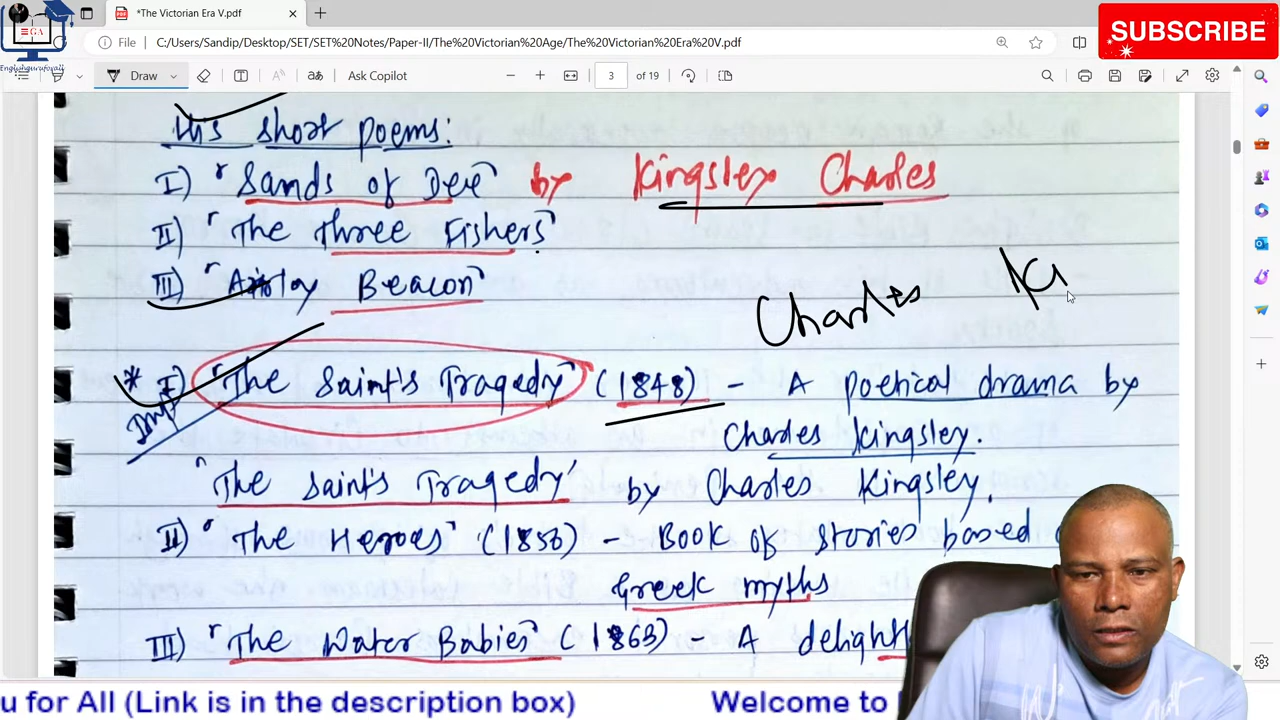 *The Victorian Era V.pdf
SUBSCRIBE
EGA
Englishguruforall
File C:/Users/Sandip/Desktop/SET/SET%20Notes/Paper-II/The%20Victorian%20Age/The%20Victorian%20Era%20V.pdf
Draw Ask Copilot 3 of 19
His short poems:
I) "Sands of Dee" by Kingsley Charles
II) "The Three Fishers"
III) "Airlay Beacon"
Charles Ki
* I) "The Saint's Tragedy" (1848) - A poetical drama by
Impt
Charles Kingsley.
"The Saint's Tragedy" by Charles Kingsley.
II) "The Heroes" (1856) - Book of stories based
Greek myths
III) "The Water Babies" (1863) - A delight
u for All (Link is in the description box) Welcome to